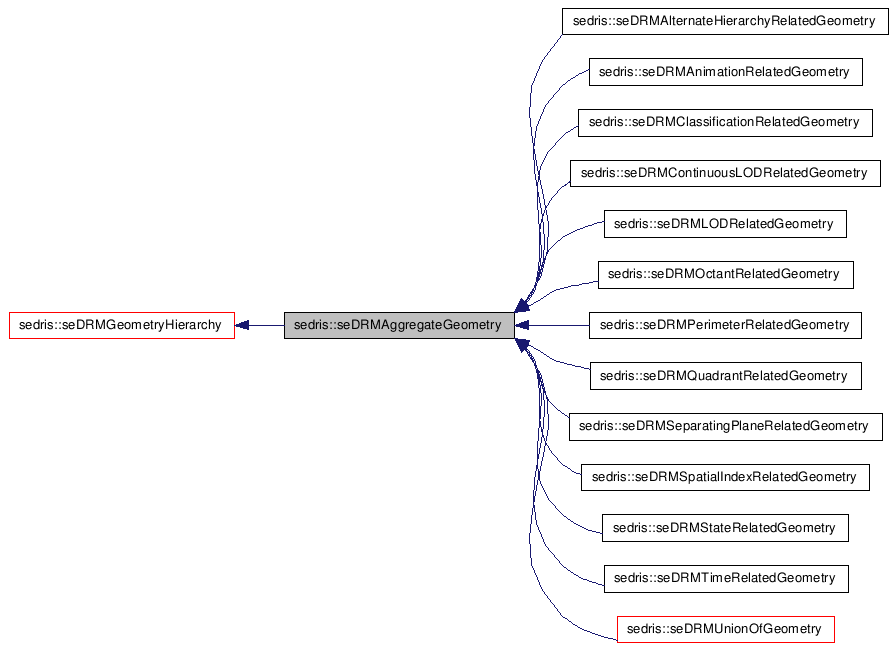 sedris::seDRMAlternateHierarchyRelatedGeometry
sedris::seDRMAnimationRelatedGeometry
sedris::seDRMClassificationRelatedGeometry
sedris::seDRMContinuousLODRelatedGeometry
sedris::seDRMLODRelatedGeometry
sedris::seDRMOctantRelatedGeometry
sedris::seDRMGeometryHierarchy
sedris::seDRMAggregateGeometry
sedris::seDRMPerimeterRelatedGeometry
sedris::seDRMQuadrantRelatedGeometry
sedris::seDRMSeparatingPlaneRelatedGeometry
sedris::seDRMSpatialIndexRelatedGeometry
sedris::seDRMStateRelatedGeometry
sedris::seDRMTimeRelatedGeometry
sedris::seDRMUnionOfGeometry